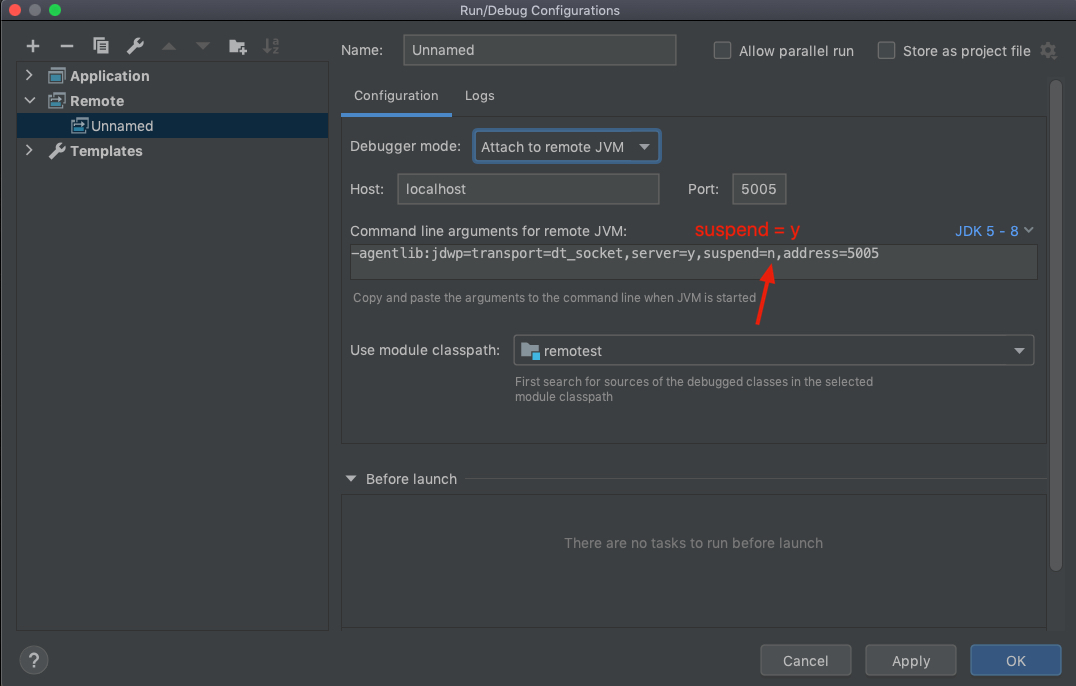 Run/Debug Configurations
Name: Unnamed
Allow parallel run
Store as project file
Application
Remote
Unnamed
Templates
Configuration
Logs
Debugger mode: Attach to remote JVM
Host: localhost
Port: 5005
Command line arguments for remote JVM:
suspend = y
JDK 5 - 8
-agentlib:jdwp=transport=dt_socket,server=y,suspend=n,address=5005
Copy and paste the arguments to the command line when JVM is started
Use module classpath: remotest
First search for sources of the debugged classes in the selected
module classpath
Before launch
There are no tasks to run before launch
?
Cancel
Apply
OK